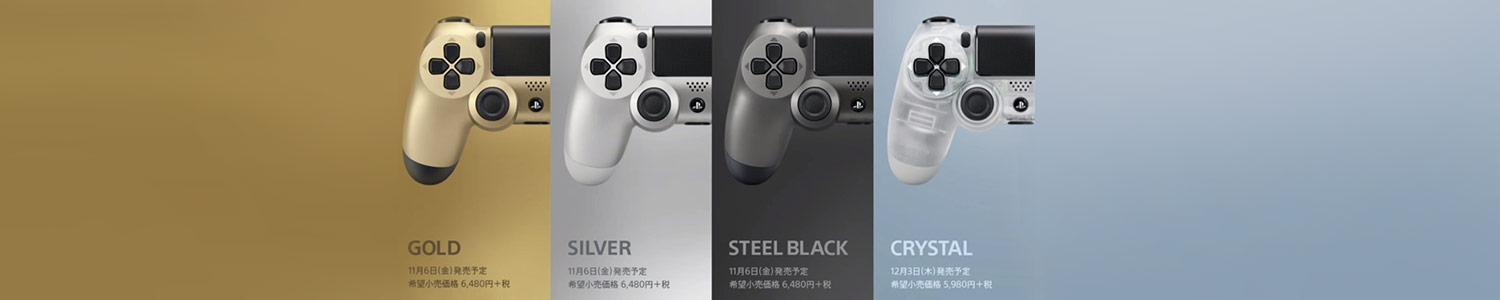 GOLD
11月6日(金)発売予定
希望小売価格 6,480円+税
SILVER
11月6日(金)発売予定
希望小売価格 6,480円+税
STEEL BLACK
11月6日(金)発売予定
希望小売価格 6,480円+税
CRYSTAL
12月3日(木)発売予定
希望小売価格 5,980円+税